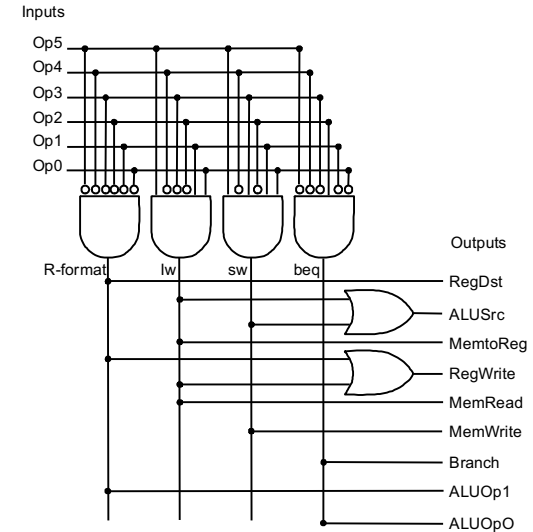 Inputs
Op5
Op4
Op3
Op2
Op1
Op0
Outputs
R-format lw sw beq
RegDst
ALUSrc
MemtoReg
RegWrite
MemRead
MemWrite
Branch
ALUOp1
ALUOpO